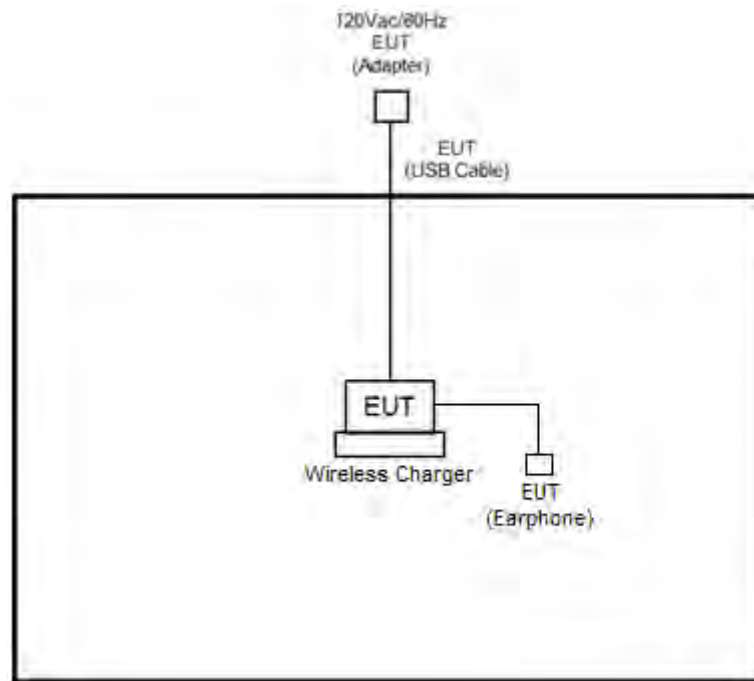 120Vac/60Hz
EUT
(Adapter)
EUT
(USB Cable)
EUT
Wireless Charger
EUT
(Earphone)